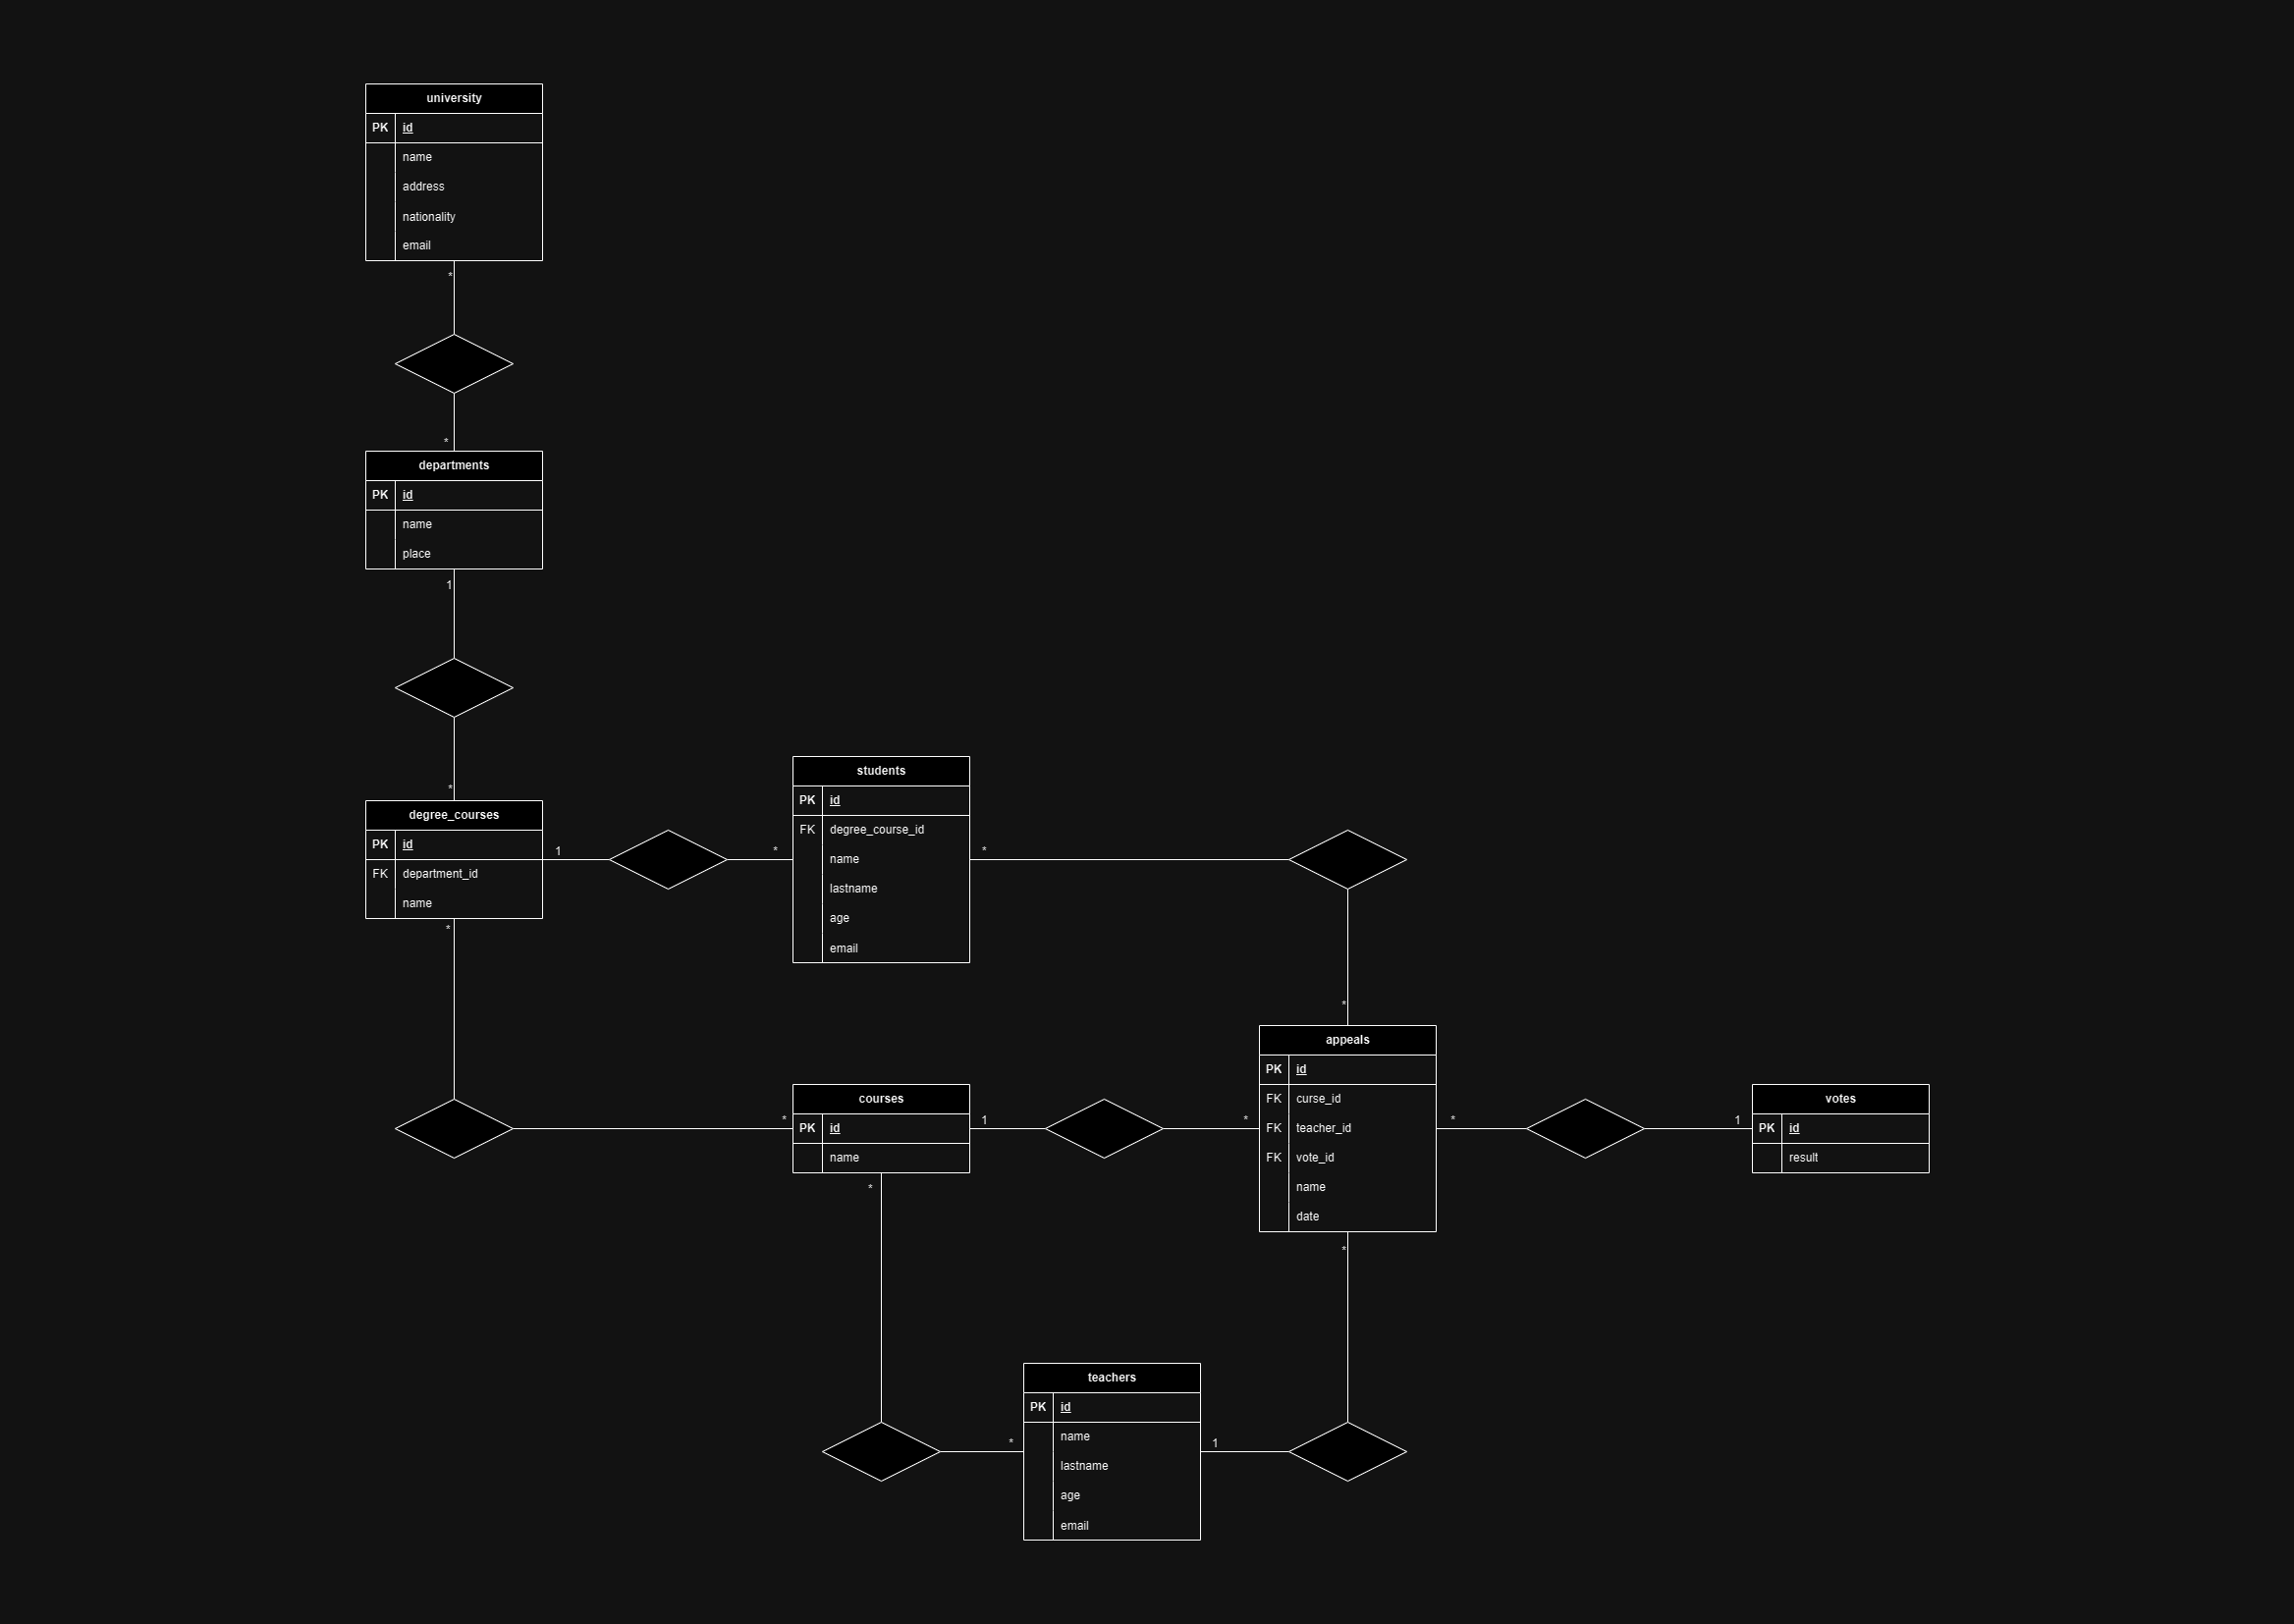 university
PK id
name
address
nationality
email
*
*
departments
PK id
name
place
1
*
degree_courses
PK id
FK department_id
name
1
*
*
students
PK id
FK degree_course_id
name
lastname
age
email
*
*
*
courses
PK id
name
1
*
*
appeals
PK id
FK curse_id
FK teacher_id
FK vote_id
name
date
*
1
*
votes
PK id
result
*
teachers
PK id
name
lastname
age
email
1